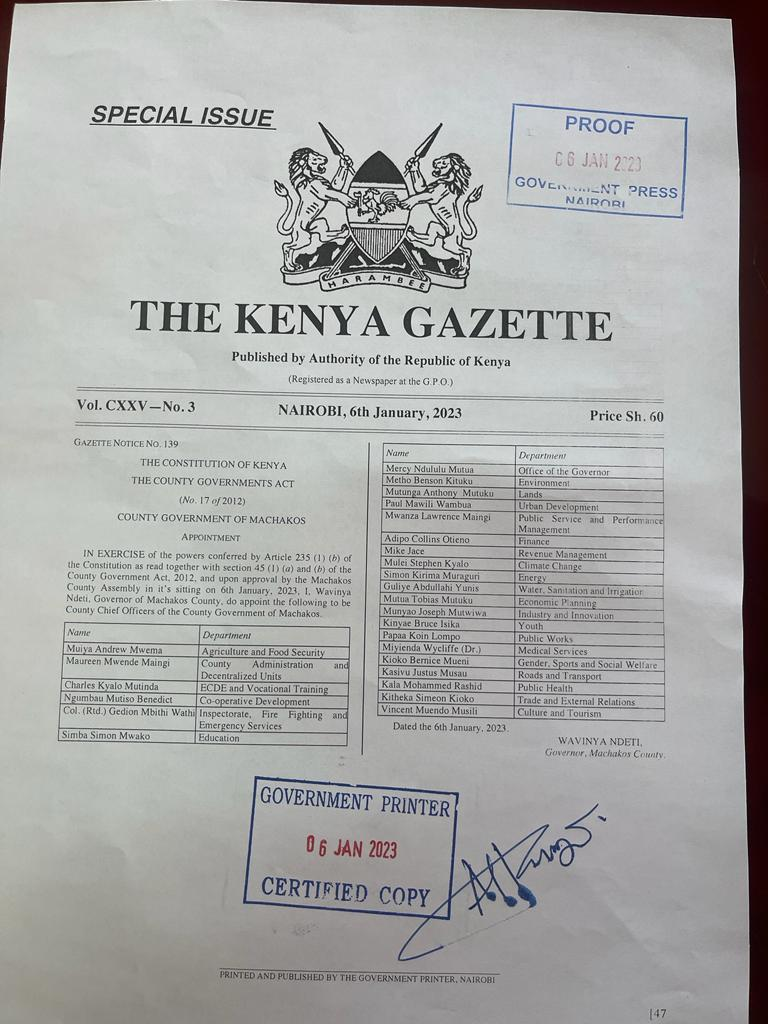 SPECIAL ISSUE
PROOF
06 JAN 2023
GOVERNMENT PRESS
NAIROBI
HARAMBEE
THE KENYA GAZETTE
Published by Authority of the Republic of Kenya
(Registered as a Newspaper at the G.P.O.)
Vol. CXXV—No. 3 NAIROBI, 6th January, 2023 Price Sh. 60
GAZETTE NOTICE NO. 139
THE CONSTITUTION OF KENYA
THE COUNTY GOVERNMENTS ACT
(No. 17 of 2012)
COUNTY GOVERNMENT OF MACHAKOS
APPOINTMENT
IN EXERCISE of the powers conferred by Article 235 (1) (b) of
the Constitution as read together with section 45 (1) (a) and (b) of the
County Government Act, 2012, and upon approval by the Machakos
County Assembly in it's sitting on 6th January, 2023, I, Wavinya
Ndeti, Governor of Machakos County, do appoint the following to be
County Chief Officers of the County Government of Machakos.
Name Department
Muiya Andrew Mwema Agriculture and Food Security
Maureen Mwende Maingi County Administration and
Decentralized Units
Charles Kyalo Mutinda ECDE and Vocational Training
Ngumbau Mutiso Benedict Co-operative Development
Col. (Rtd.) Gedion Mbithi Wathi Inspectorate, Fire Fighting and
Emergency Services
Simba Simon Mwako Education
Name Department
Mercy Ndululu Mutua Office of the Governor
Metho Benson Kituku Environment
Mutunga Anthony Mutuku Lands
Paul Mawili Wambua Urban Development
Mwanza Lawrence Maingi Public Service and Performance
Management
Adipo Collins Otieno Finance
Mike Jace Revenue Management
Mulei Stephen Kyalo Climate Change
Simon Kirima Muraguri Energy
Guliye Abdullahi Yunis Water, Sanitation and Irrigation
Mutua Tobias Mutuku Economic Planning
Munyao Joseph Mutwiwa Industry and Innovation
Kinyae Bruce Isika Youth
Papaa Koin Lompo Public Works
Miyienda Wycliffe (Dr.) Medical Services
Kioko Bernice Mueni Gender, Sports and Social Welfare
Kasivu Justus Musau Roads and Transport
Kala Mohammed Rashid Public Health
Kitheka Simeon Kioko Trade and External Relations
Vincent Muendo Musili Culture and Tourism
Dated the 6th January, 2023.
WAVINYA NDETI,
Governor, Machakos County.
GOVERNMENT PRINTER
06 JAN 2023
CERTIFIED COPY
PRINTED AND PUBLISHED BY THE GOVERNMENT PRINTER, NAIROBI
[47